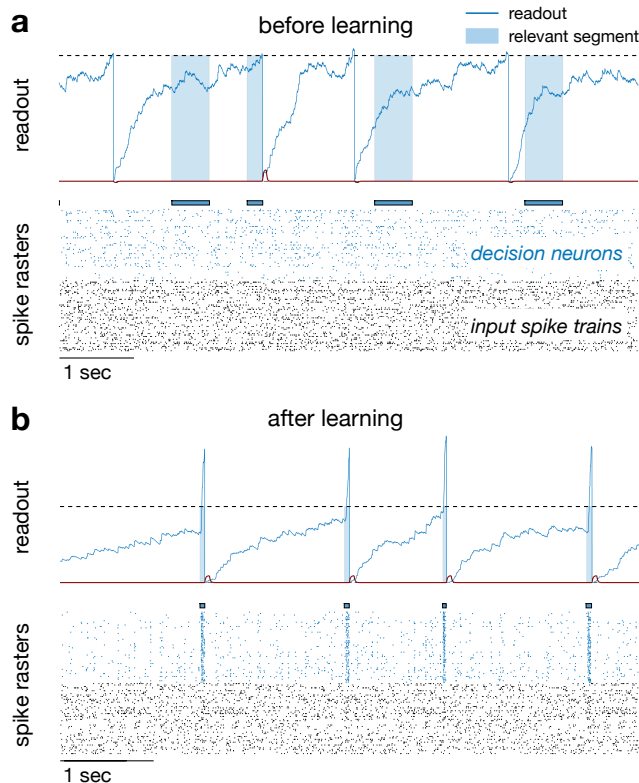 a
before learning
readout
relevant segment
readout
spike rasters
decision neurons
input spike trains
1 sec
b
after learning
readout
spike rasters
1 sec